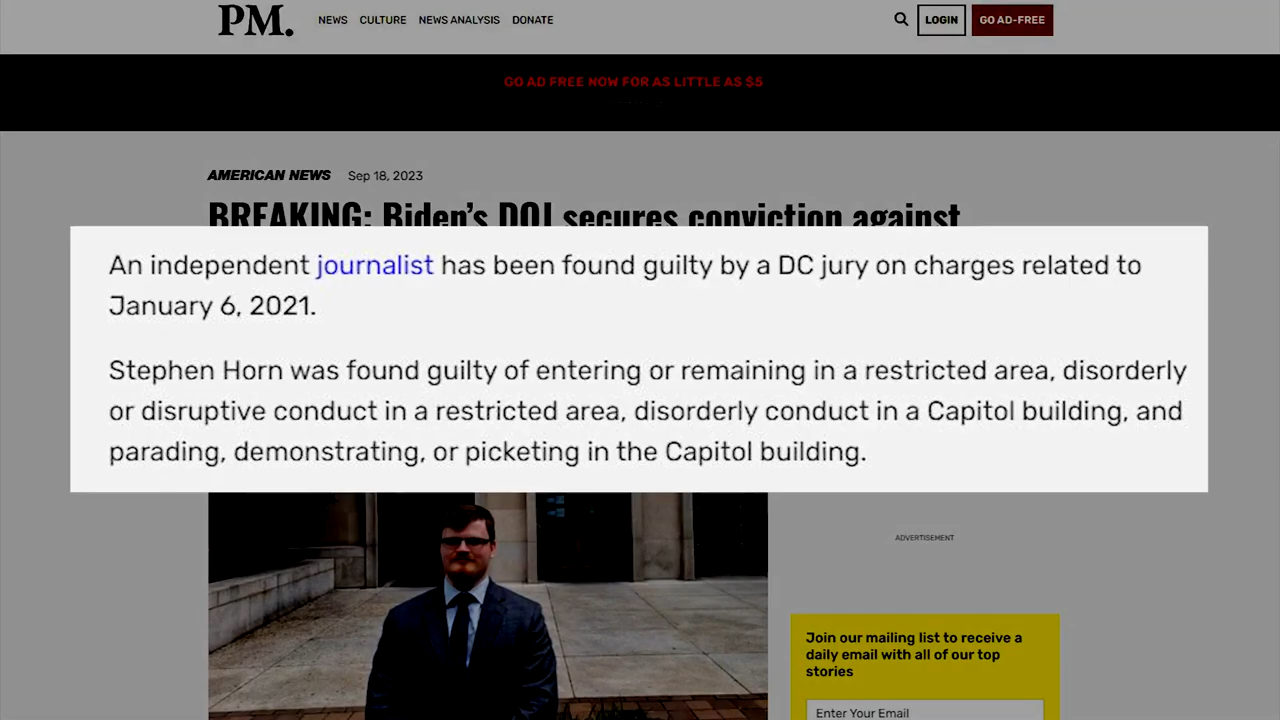 PM.
NEWS CULTURE NEWS ANALYSIS DONATE
LOGIN
GO AD-FREE
GO AD FREE NOW FOR AS LITTLE AS $5
AMERICAN NEWS Sep 18, 2023
BREAKING: Biden's DOJ secures conviction against
An independent journalist has been found guilty by a DC jury on charges related to
January 6, 2021.
Stephen Horn was found guilty of entering or remaining in a restricted area, disorderly
or disruptive conduct in a restricted area, disorderly conduct in a Capitol building, and
parading, demonstrating, or picketing in the Capitol building.
ADVERTISEMENT
Join our mailing list to receive a
daily email with all of our top
stories
Enter Your Email